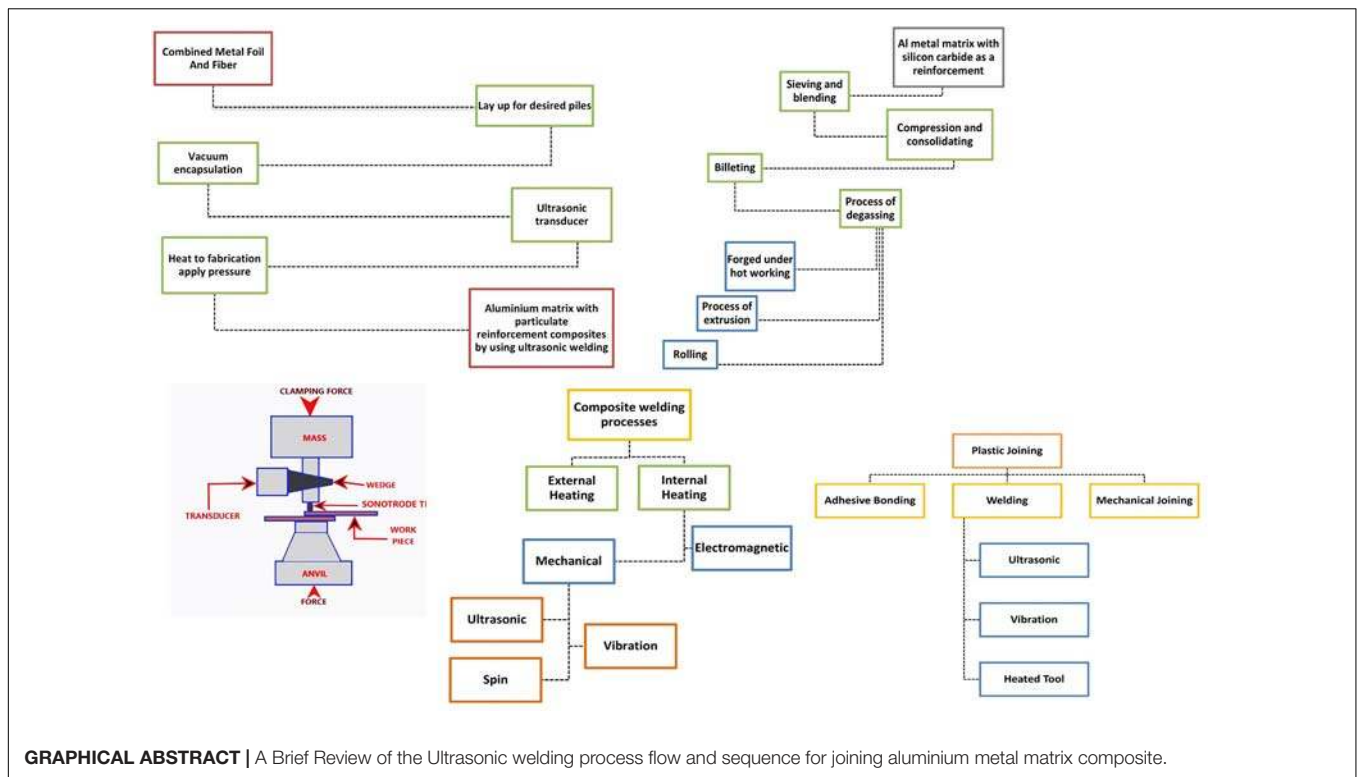 Combined Metal Foil
And Fiber
Lay up for desired piles
Vacuum
encapsulation
Ultrasonic
transducer
Heat to fabrication
apply pressure
Aluminium matrix with
particulate
reinforcement composites
by using ultrasonic welding
Al metal matrix with
silicon carbide as a
reinforcement
Sieving and
blending
Compression and
consolidating
Billeting
Process of
degassing
Forged under
hot working
Process of
extrusion
Rolling
CLAMPING FORCE
MASS
WEDGE
TRANSDUCER
SONOTRODE TI
WORK
PIECE
ANVIL
FORCE
Composite welding
processes
External
Heating
Internal
Heating
Mechanical
Electromagnetic
Ultrasonic
Vibration
Spin
Plastic Joining
Adhesive Bonding
Welding
Mechanical Joining
Ultrasonic
Vibration
Heated Tool
GRAPHICAL ABSTRACT | A Brief Review of the Ultrasonic welding process flow and sequence for joining aluminium metal matrix composite.